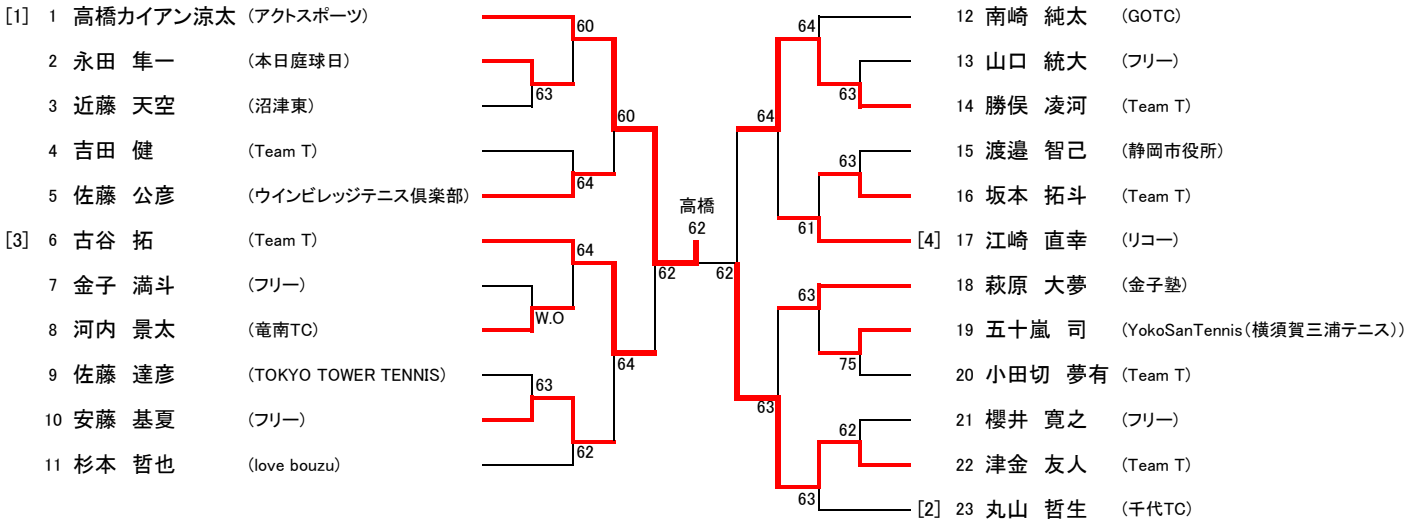 [1] 1 高橋カイアン涼太 (アクトスポーツ)
2 永田 隼一 (本日庭球日)
3 近藤 天空 (沼津東)
4 吉田 健 (Team T)
5 佐藤 公彦 (ウインビレッジテニス倶楽部)
[3] 6 古谷 拓 (Team T)
7 金子 満斗 (フリー)
8 河内 景太 (竜南TC)
9 佐藤 達彦 (TOKYO TOWER TENNIS)
10 安藤 基夏 (フリー)
11 杉本 哲也 (love bouzu)
60
63
60
64
64
W.O
62
64
63
62
高橋
62
62
64
63
64
63
61
63
75
63
62
63
12 南崎 純太 (GOTC)
13 山口 統大 (フリー)
14 勝俣 凌河 (Team T)
15 渡邉 智己 (静岡市役所)
16 坂本 拓斗 (Team T)
[4] 17 江崎 直幸 (リコー)
18 萩原 大夢 (金子塾)
19 五十嵐 司 (YokoSanTennis(横須賀三浦テニス))
20 小田切 夢有 (Team T)
21 櫻井 寛之 (フリー)
22 津金 友人 (Team T)
[2] 23 丸山 哲生 (千代TC)